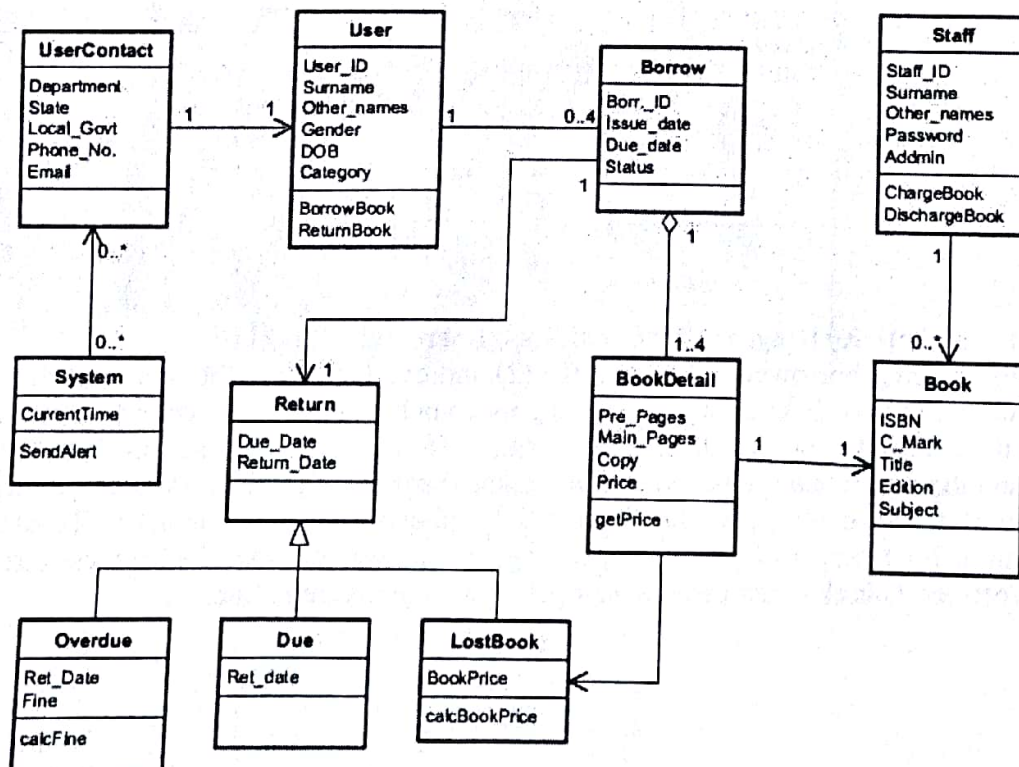 UserContact
Department
State
Local_Govt
Phone_No.
Email
1
1
User
User_ID
Surname
Other_names
Gender
DOB
Category
BorrowBook
ReturnBook
1
0..4
Borrow
Borr._ID
Issue_date
Due_date
Status
1
1
Staff
Staff_ID
Surname
Other_names
Password
Addmin
ChargeBook
DischargeBook
1
0..*
0..*
0..*
System
CurrentTime
SendAlert
1
Return
Due_Date
Return_Date
1..4
BookDetail
Pre_Pages
Main_Pages
Copy
Price
getPrice
1
1
Book
ISBN
C_Mark
Title
Edition
Subject
Overdue
Ret_Date
Fine
calcFine
Due
Ret_date
LostBook
BookPrice
calcBookPrice